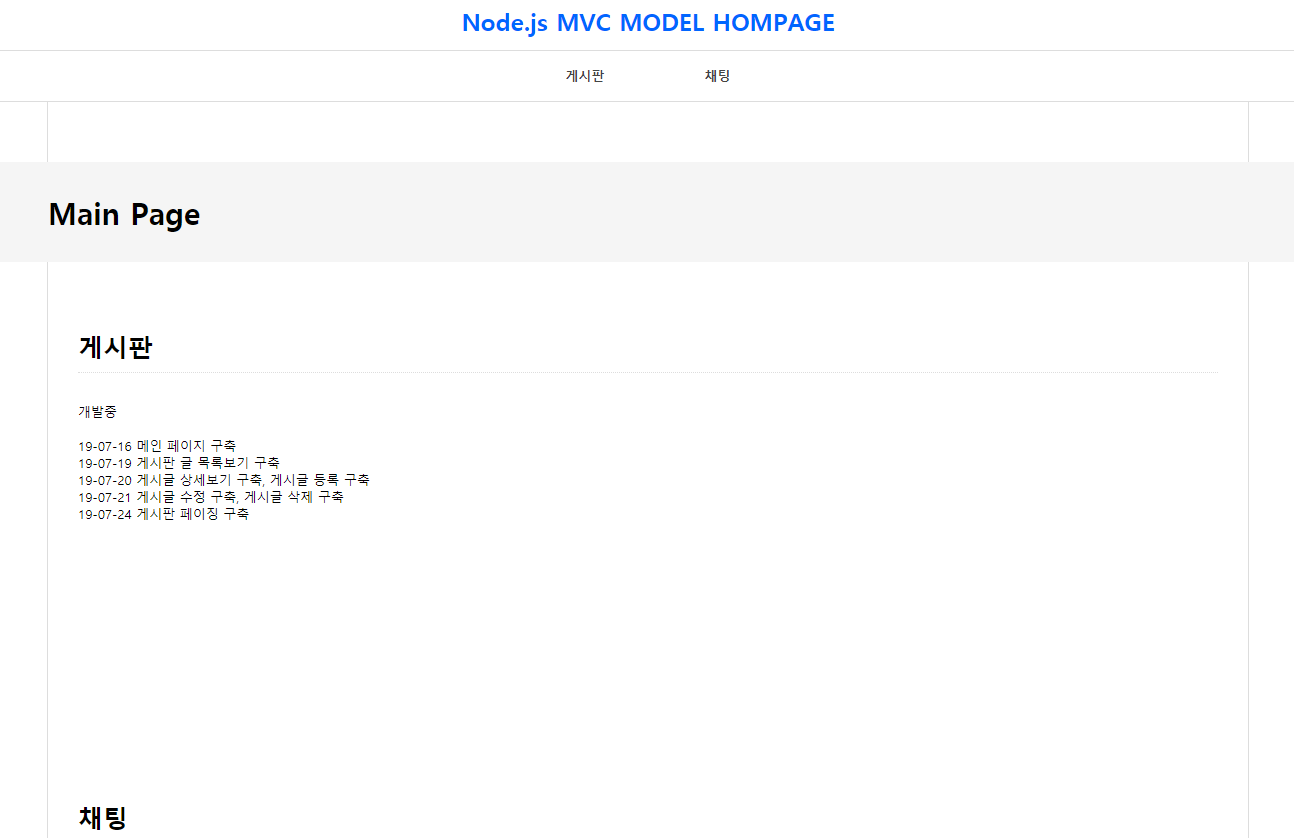 Node.js MVC MODEL HOMPAGE
게시판 채팅
Main Page
게시판
개발중
19-07-16 메인 페이지 구축
19-07-19 게시판 글 목록보기 구축
19-07-20 게시글 상세보기 구축, 게시글 등록 구축
19-07-21 게시글 수정 구축, 게시글 삭제 구축
19-07-24 게시판 페이징 구축
채팅